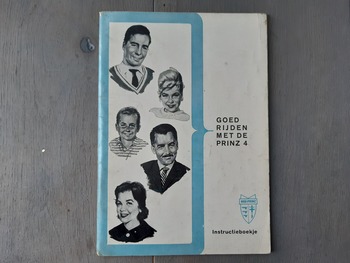 GOED
RIJDEN
MET DE
PRINZ 4
Instructieboekje